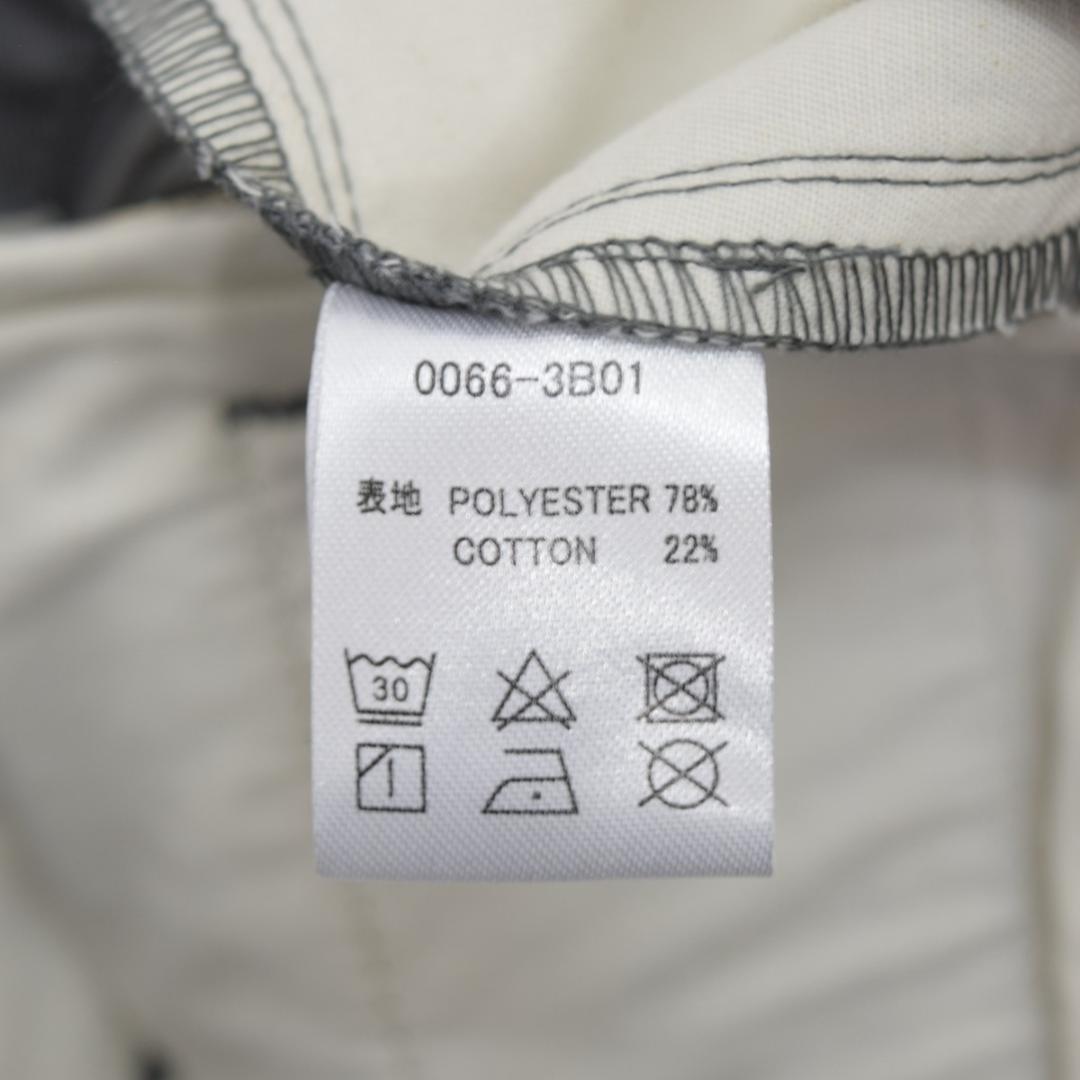 0066-3B01
表地 POLYESTER 78%
COTTON 22%
30